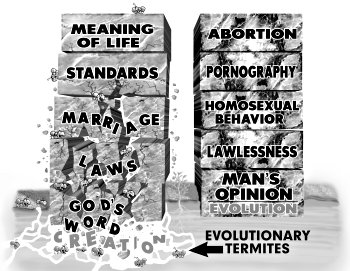 MEANING
OF LIFE
STANDARDS
MARRIAGE
LAWS
GOD'S
WORD
CREATION
ABORTION
PORNOGRAPHY
HOMOSEXUAL
BEHAVIOR
LAWLESSNESS
MAN'S
OPINION
EVOLUTION
EVOLUTIONARY
TERMITES